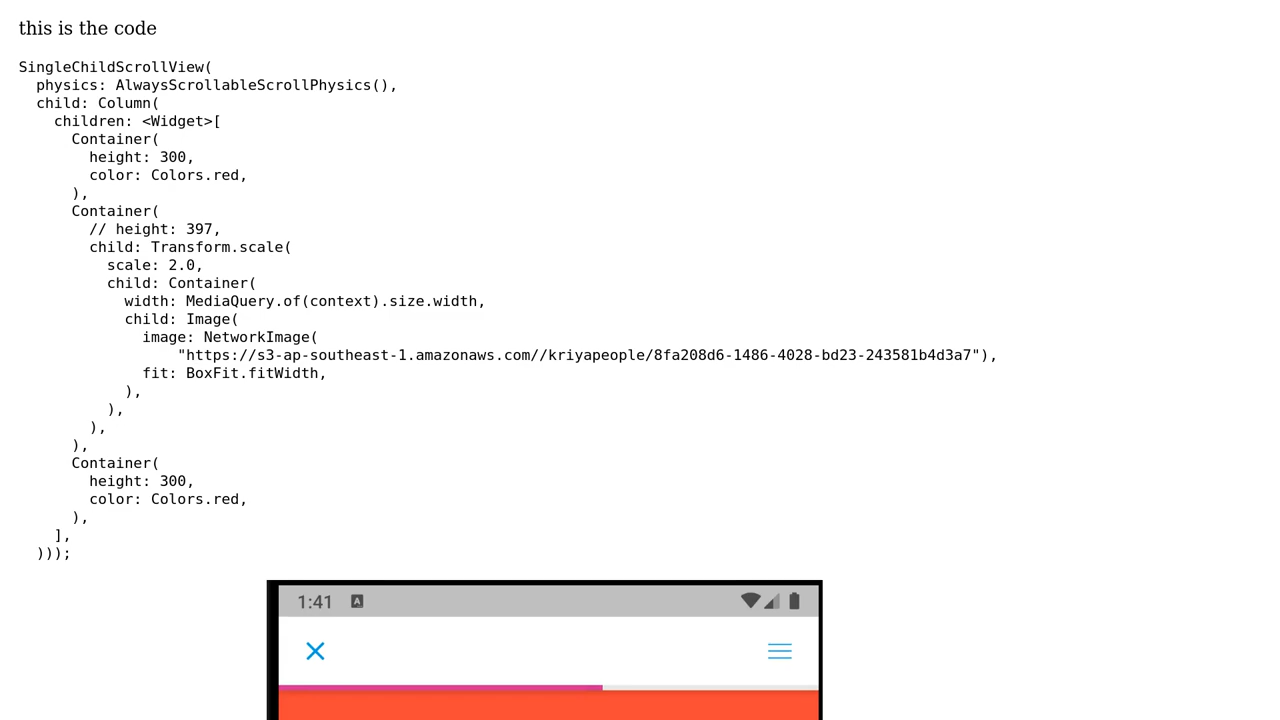 this is the code
SingleChildScrollView(
  physics: AlwaysScrollableScrollPhysics(),
  child: Column(
    children: <Widget>[
      Container(
        height: 300,
        color: Colors.red,
      ),
      Container(
        // height: 397,
        child: Transform.scale(
          scale: 2.0,
          child: Container(
            width: MediaQuery.of(context).size.width,
            child: Image(
              image: NetworkImage(
                  "https://s3-ap-southeast-1.amazonaws.com//kriyapeople/8fa208d6-1486-4028-bd23-243581b4d3a7"),
              fit: BoxFit.fitWidth,
            ),
          ),
        ),
      ),
      Container(
        height: 300,
        color: Colors.red,
      ),
    ],
  )));
1:41 A